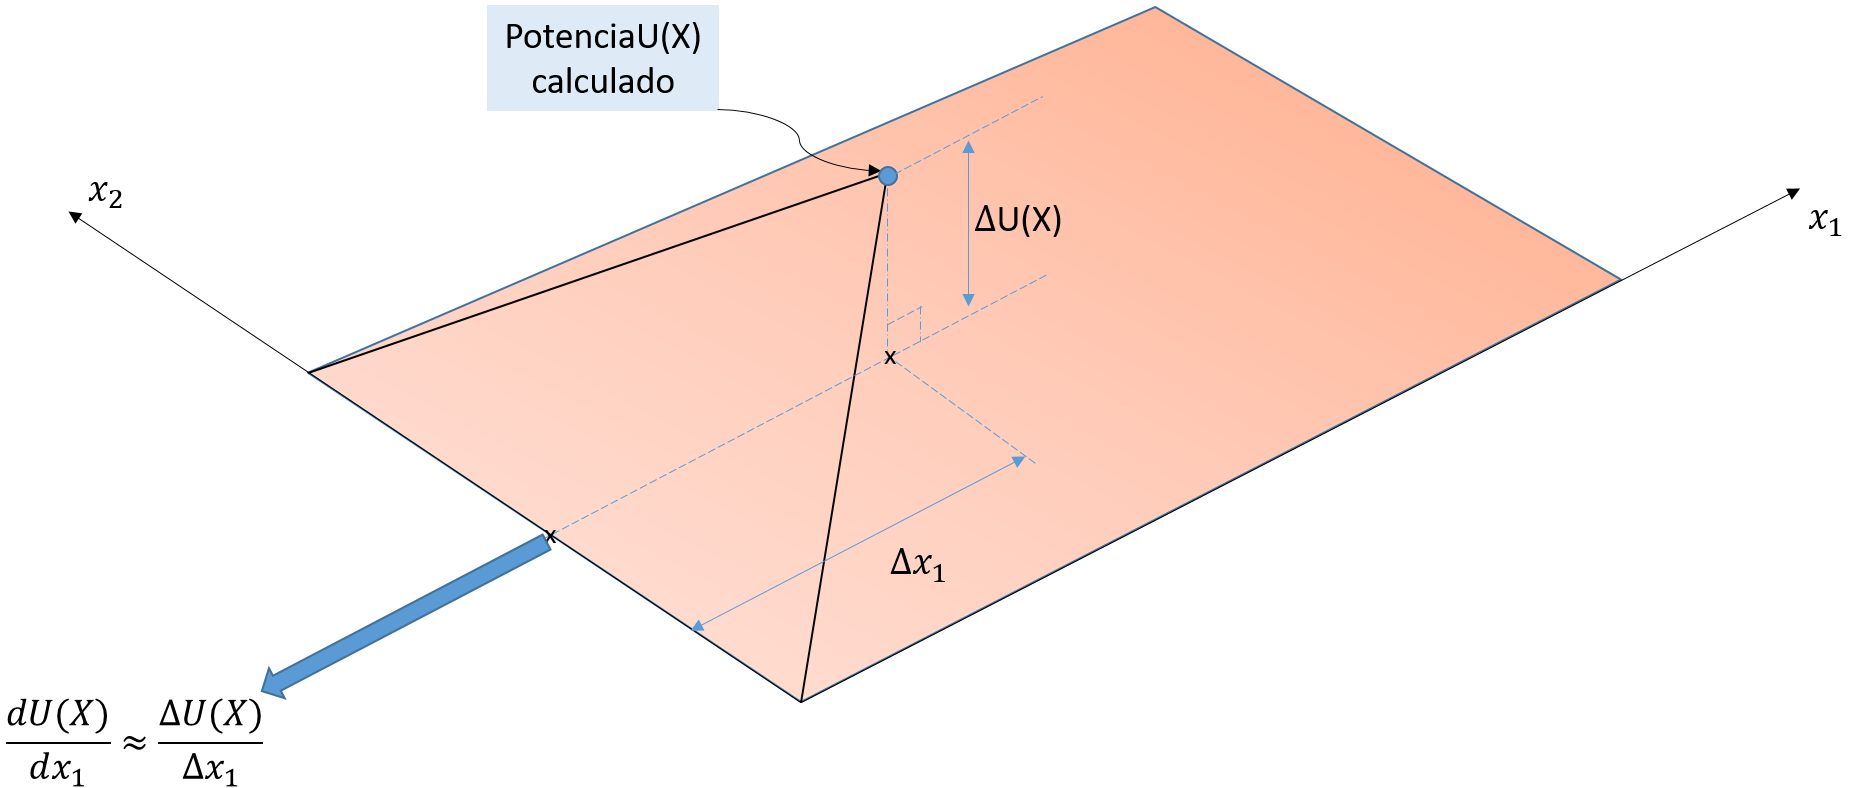 PotenciaU(X)
calculado
x₂
ΔU(X)
x₁
Δx₁
dU(X)/dx₁ ≈ ΔU(X)/Δx₁